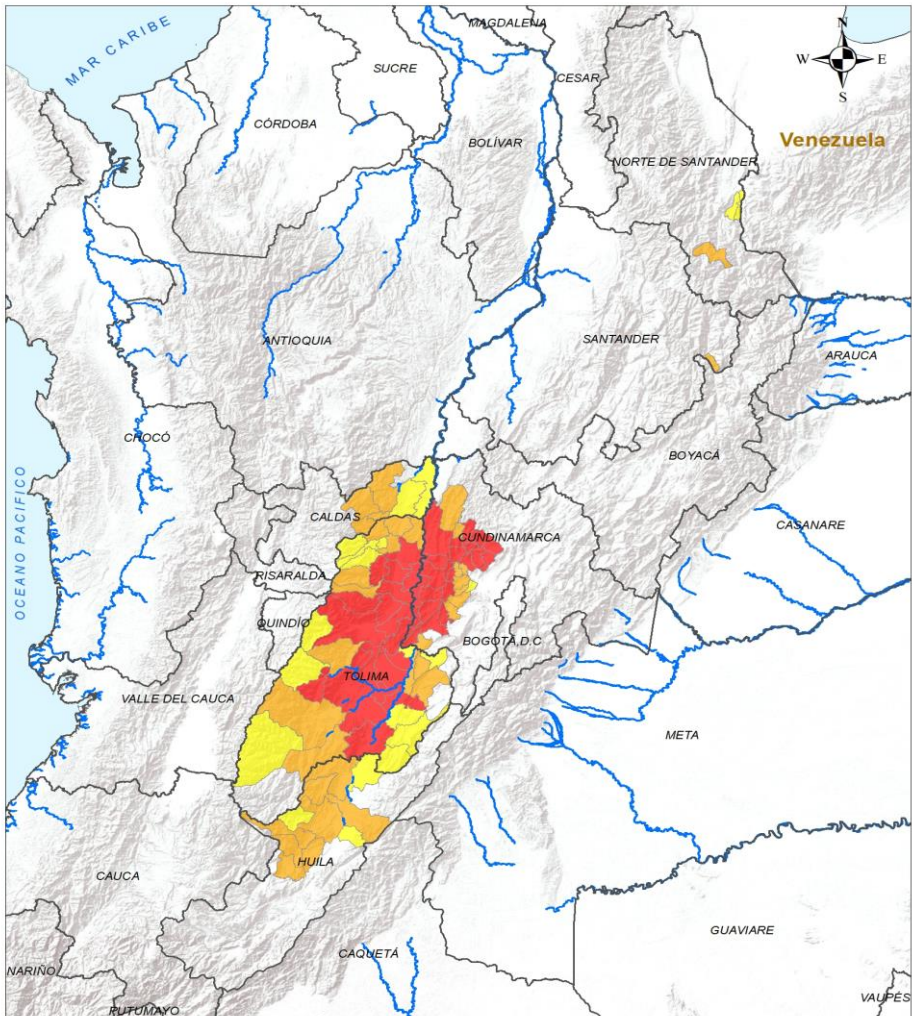 MAGDALENA
MAR CARIBE
N
W E
S
SUCRE
CESAR
CÓRDOBA
BOLÍVAR
Venezuela
NORTE DE SANTANDER
ANTIOQUIA
SANTANDER
ARAUCA
CHOCÓ
BOYACÁ
OCEANO PACIFICO
CALDAS
CASANARE
CUNDINAMARCA
RISARALDA
QUINDÍO
BOGOTÁ, D.C
TOLIMA
VALLE DEL CAUCA
META
HUILA
CAUCA
GUAVIARE
CAQUETÁ
NARIÑO
VAUPÉS
PUTUMAYO